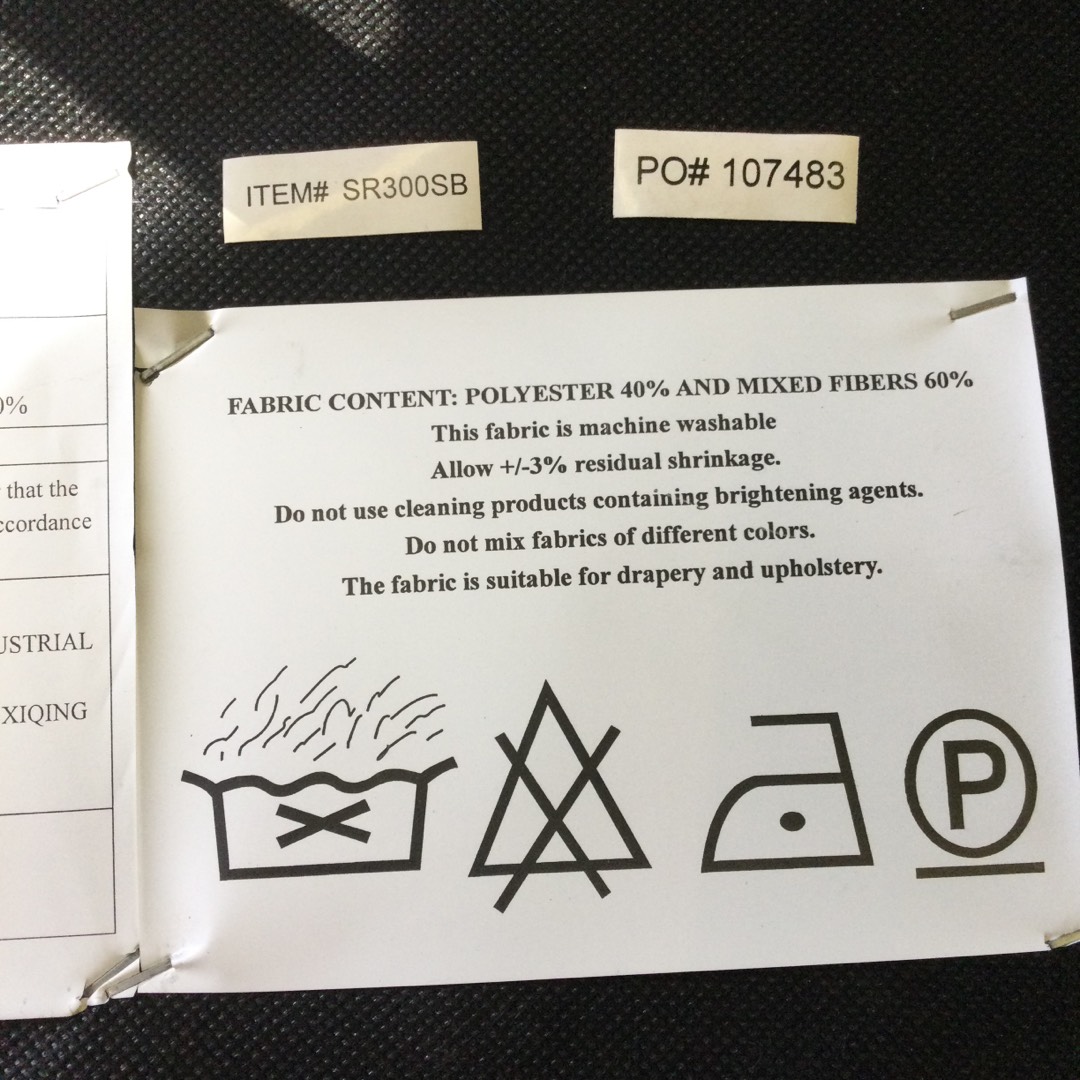 ITEM# SR300SB
PO# 107483
0%
that the
ccordance
USTRIAL
XIQING
FABRIC CONTENT: POLYESTER 40% AND MIXED FIBERS 60%
This fabric is machine washable
Allow +/-3% residual shrinkage.
Do not use cleaning products containing brightening agents.
Do not mix fabrics of different colors.
The fabric is suitable for drapery and upholstery.
P